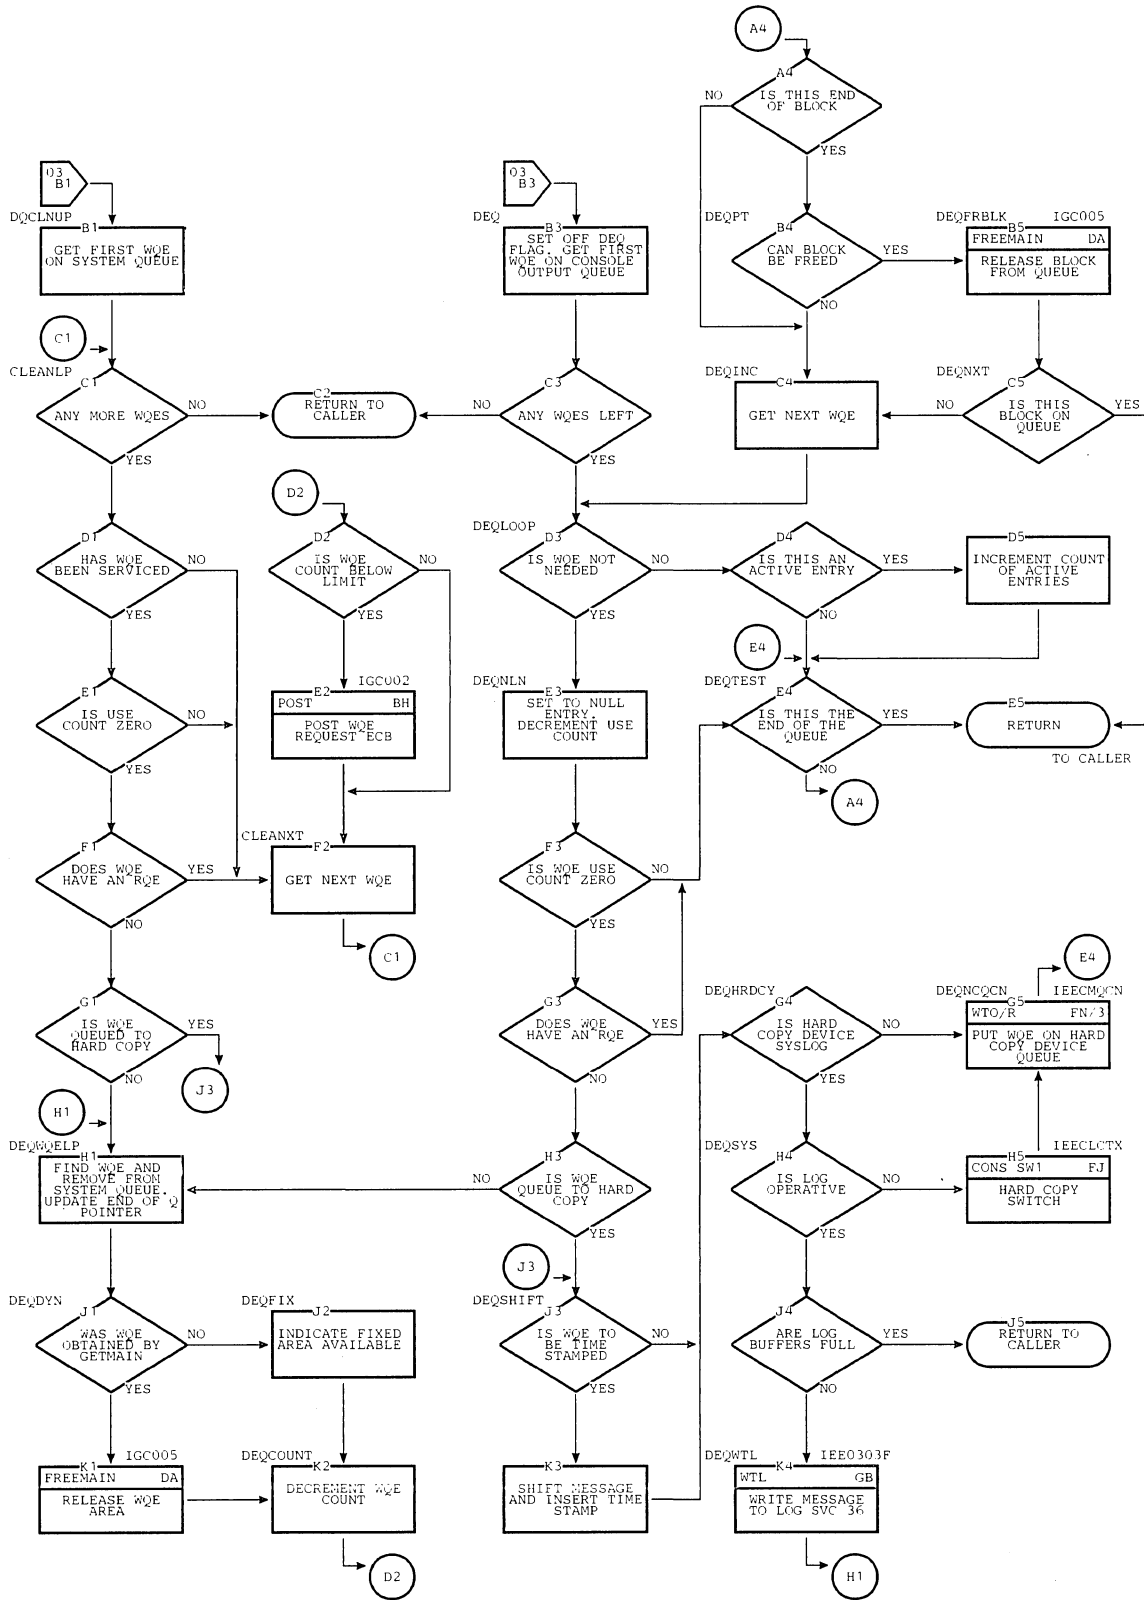 A4
A4
IS THIS END
OF BLOCK
NO
YES
03
B1
DQCLNUP
B1
GET FIRST WQE
ON SYSTEM QUEUE
03
B3
DEQ
B3
SET OFF DEQ
FLAG. GET FIRST
WQE ON CONSOLE
OUTPUT QUEUE
DEQPT
B4
CAN BLOCK
BE FREED
YES
NO
DEQFRBLK
IGC005
B5
FREEMAIN DA
RELEASE BLOCK
FROM QUEUE
C1
CLEANLP
C1
ANY MORE WQES
NO
YES
C2
RETURN TO
CALLER
C3
ANY WQES LEFT
NO
YES
DEQINC
C4
GET NEXT WQE
DEQNXT
C5
IS THIS
BLOCK ON
QUEUE
NO
YES
D1
HAS WQE
BEEN SERVICED
NO
YES
D2
D2
IS WQE
COUNT BELOW
LIMIT
NO
YES
DEQLOOP
D3
IS WQE NOT
NEEDED
NO
YES
D4
IS THIS AN
ACTIVE ENTRY
YES
NO
D5
INCREMENT COUNT
OF ACTIVE
ENTRIES
E1
IS USE
COUNT ZERO
NO
YES
IGC002
E2
POST BH
POST WQE
REQUEST ECB
DEQNLN
E3
SET TO NULL
ENTRY.
DECREMENT USE
COUNT
E4
DEQTEST
E4
IS THIS THE
END OF THE
QUEUE
YES
NO
A4
E5
RETURN
TO CALLER
F1
DOES WQE
HAVE AN RQE
YES
NO
CLEANXT
F2
GET NEXT WQE
C1
F3
IS WQE USE
COUNT ZERO
NO
YES
G1
IS WQE
QUEUED TO
HARD COPY
YES
NO
J3
G3
DOES WQE
HAVE AN RQE
YES
NO
DEQHRDCY
G4
IS HARD
COPY DEVICE
SYSLOG
NO
YES
E4
DEQNCQCN
IEECMQCN
G5
WTO/R FN/3
PUT WQE ON HARD
COPY DEVICE
QUEUE
H1
DEQWQELP
H1
FIND WQE AND
REMOVE FROM
SYSTEM QUEUE.
UPDATE END OF Q
POINTER
H3
IS WQE
QUEUE TO HARD
COPY
NO
YES
DEQSYS
H4
IS LOG
OPERATIVE
NO
YES
IEECLCTX
H5
CONS SW1 FJ
HARD COPY
SWITCH
DEQDYN
J1
WAS WQE
OBTAINED BY
GETMAIN
NO
YES
DEQFIX
J2
INDICATE FIXED
AREA AVAILABLE
J3
DEQSHIFT
J3
IS WQE TO
BE TIME
STAMPED
NO
YES
J4
ARE LOG
BUFFERS FULL
YES
NO
J5
RETURN TO
CALLER
IGC005
K1
FREEMAIN DA
RELEASE WQE
AREA
DEQCOUNT
K2
DECREMENT WQE
COUNT
D2
K3
SHIFT MESSAGE
AND INSERT TIME
STAMP
DEQWTL
IEE0303F
K4
WTL GB
WRITE MESSAGE
TO LOG SVC 36
H1